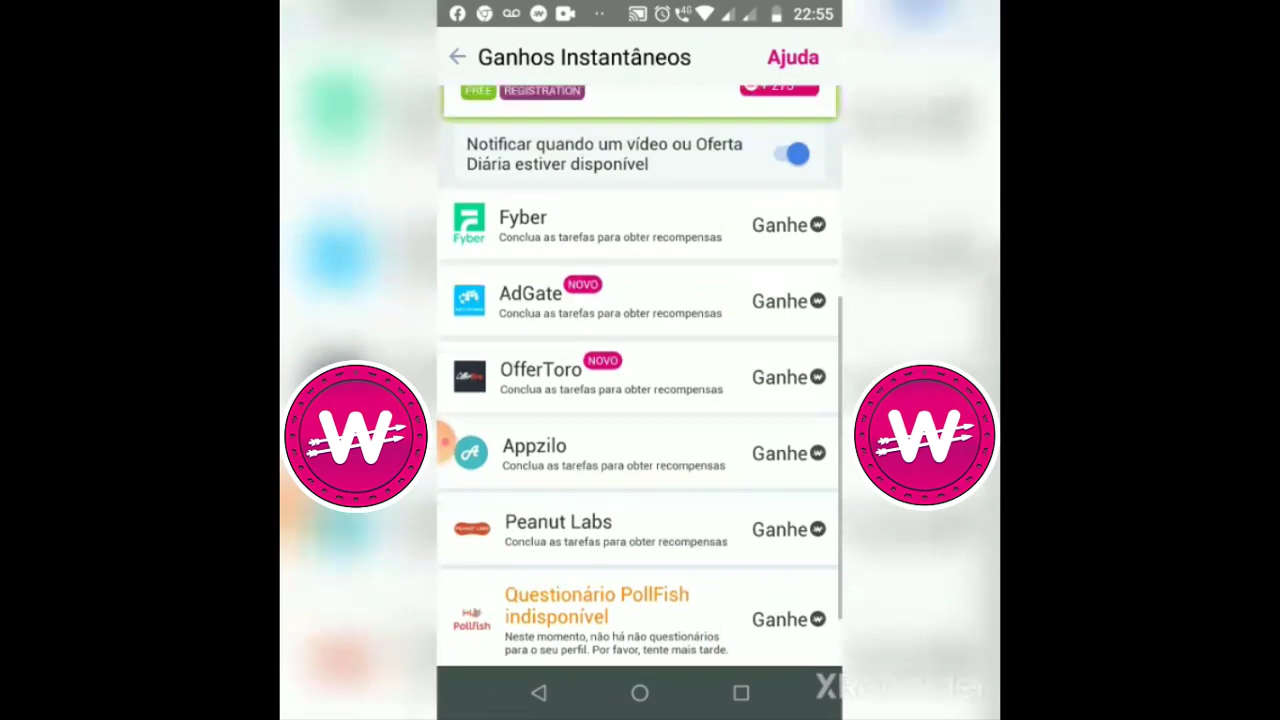 4G 22:55
Ganhos Instantâneos Ajuda
FREE REGISTRATION + 275
Notificar quando um vídeo ou Oferta
Diária estiver disponível
Fyber
Fyber
Conclua as tarefas para obter recompensas
Ganhe
AdGate NOVO
Conclua as tarefas para obter recompensas
Ganhe
OfferToro NOVO
Conclua as tarefas para obter recompensas
Ganhe
Appzilo
Conclua as tarefas para obter recompensas
Ganhe
PEANUT LABS
Peanut Labs
Conclua as tarefas para obter recompensas
Ganhe
Questionário PollFish
indisponível
Pollfish
Neste momento, não há não questionários
para o seu perfil. Por favor, tente mais tarde.
Ganhe
W
W